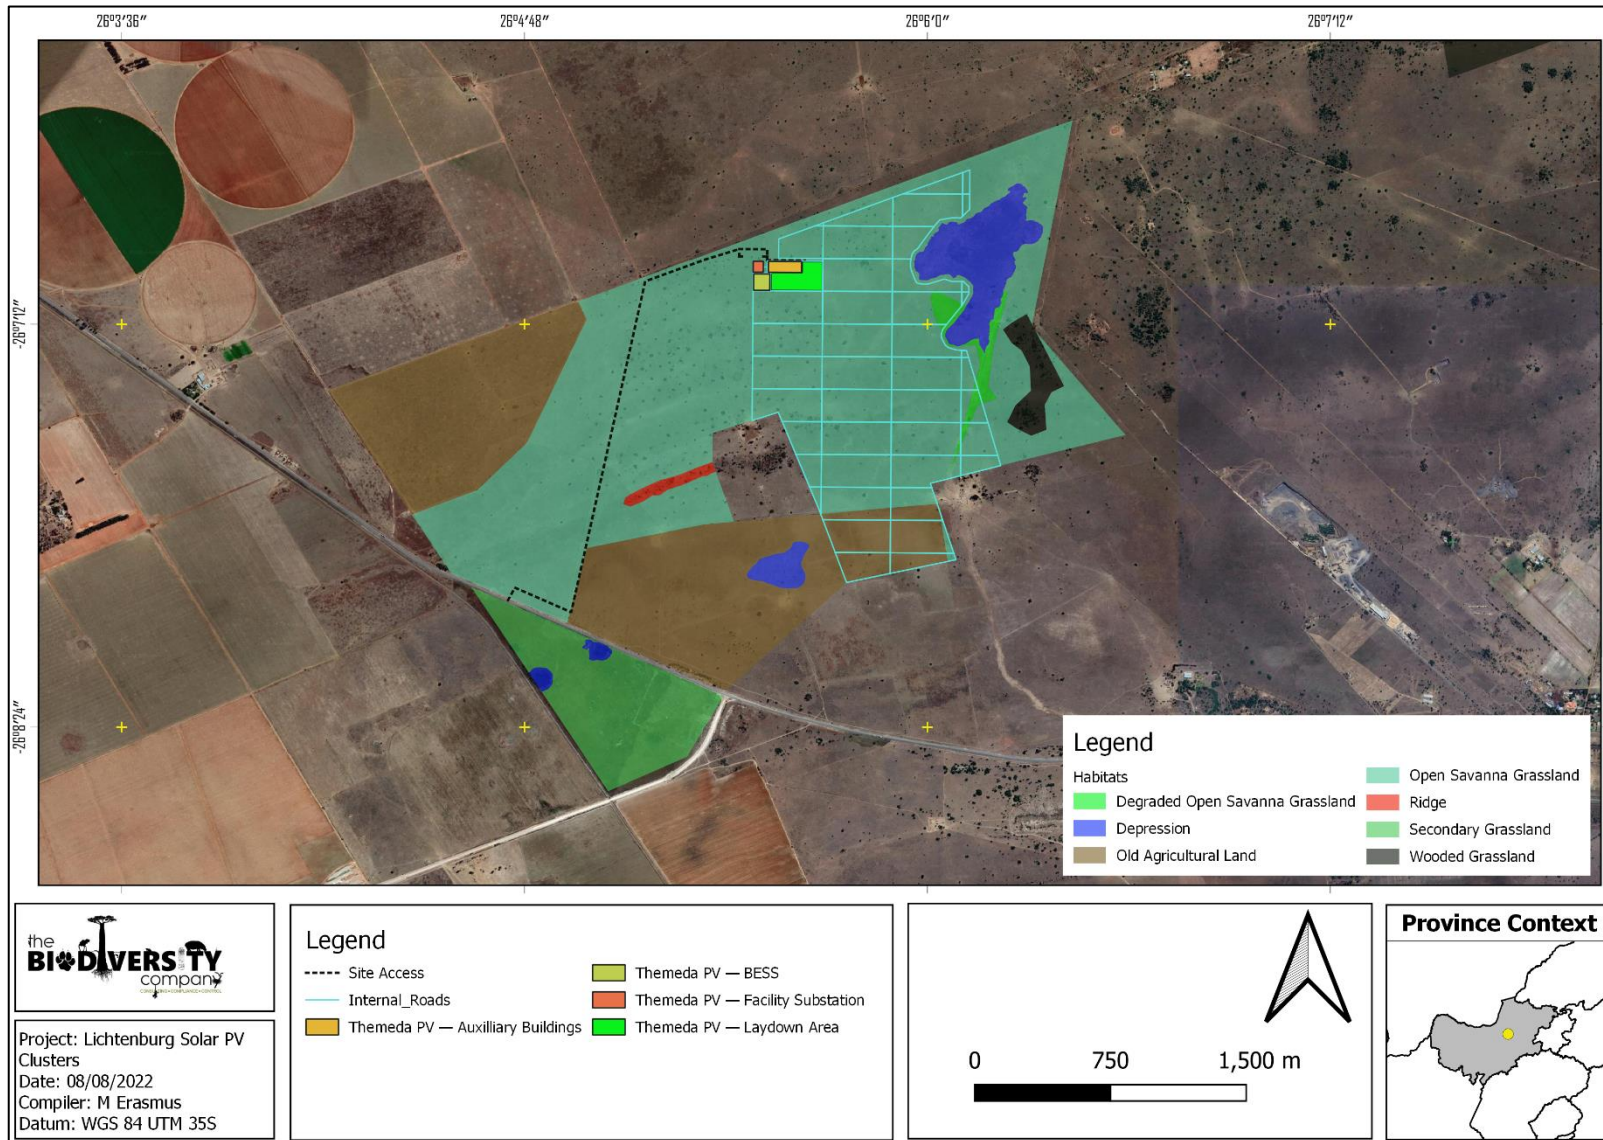 26°3′36″ 26°4′48″ 26°6′0″ 26°7′12″
-26°7′12″
-26°8′24″
Legend
Habitats
Degraded Open Savanna Grassland
Depression
Old Agricultural Land
Open Savanna Grassland
Ridge
Secondary Grassland
Wooded Grassland
the
BIODIVERSITY
company
Project: Lichtenburg Solar PV
Clusters
Date: 08/08/2022
Compiler: M Erasmus
Datum: WGS 84 UTM 35S
Legend
Site Access
Internal_Roads
Themeda PV — Auxilliary Buildings
Themeda PV — BESS
Themeda PV — Facility Substation
Themeda PV — Laydown Area
0 750 1,500 m
Province Context